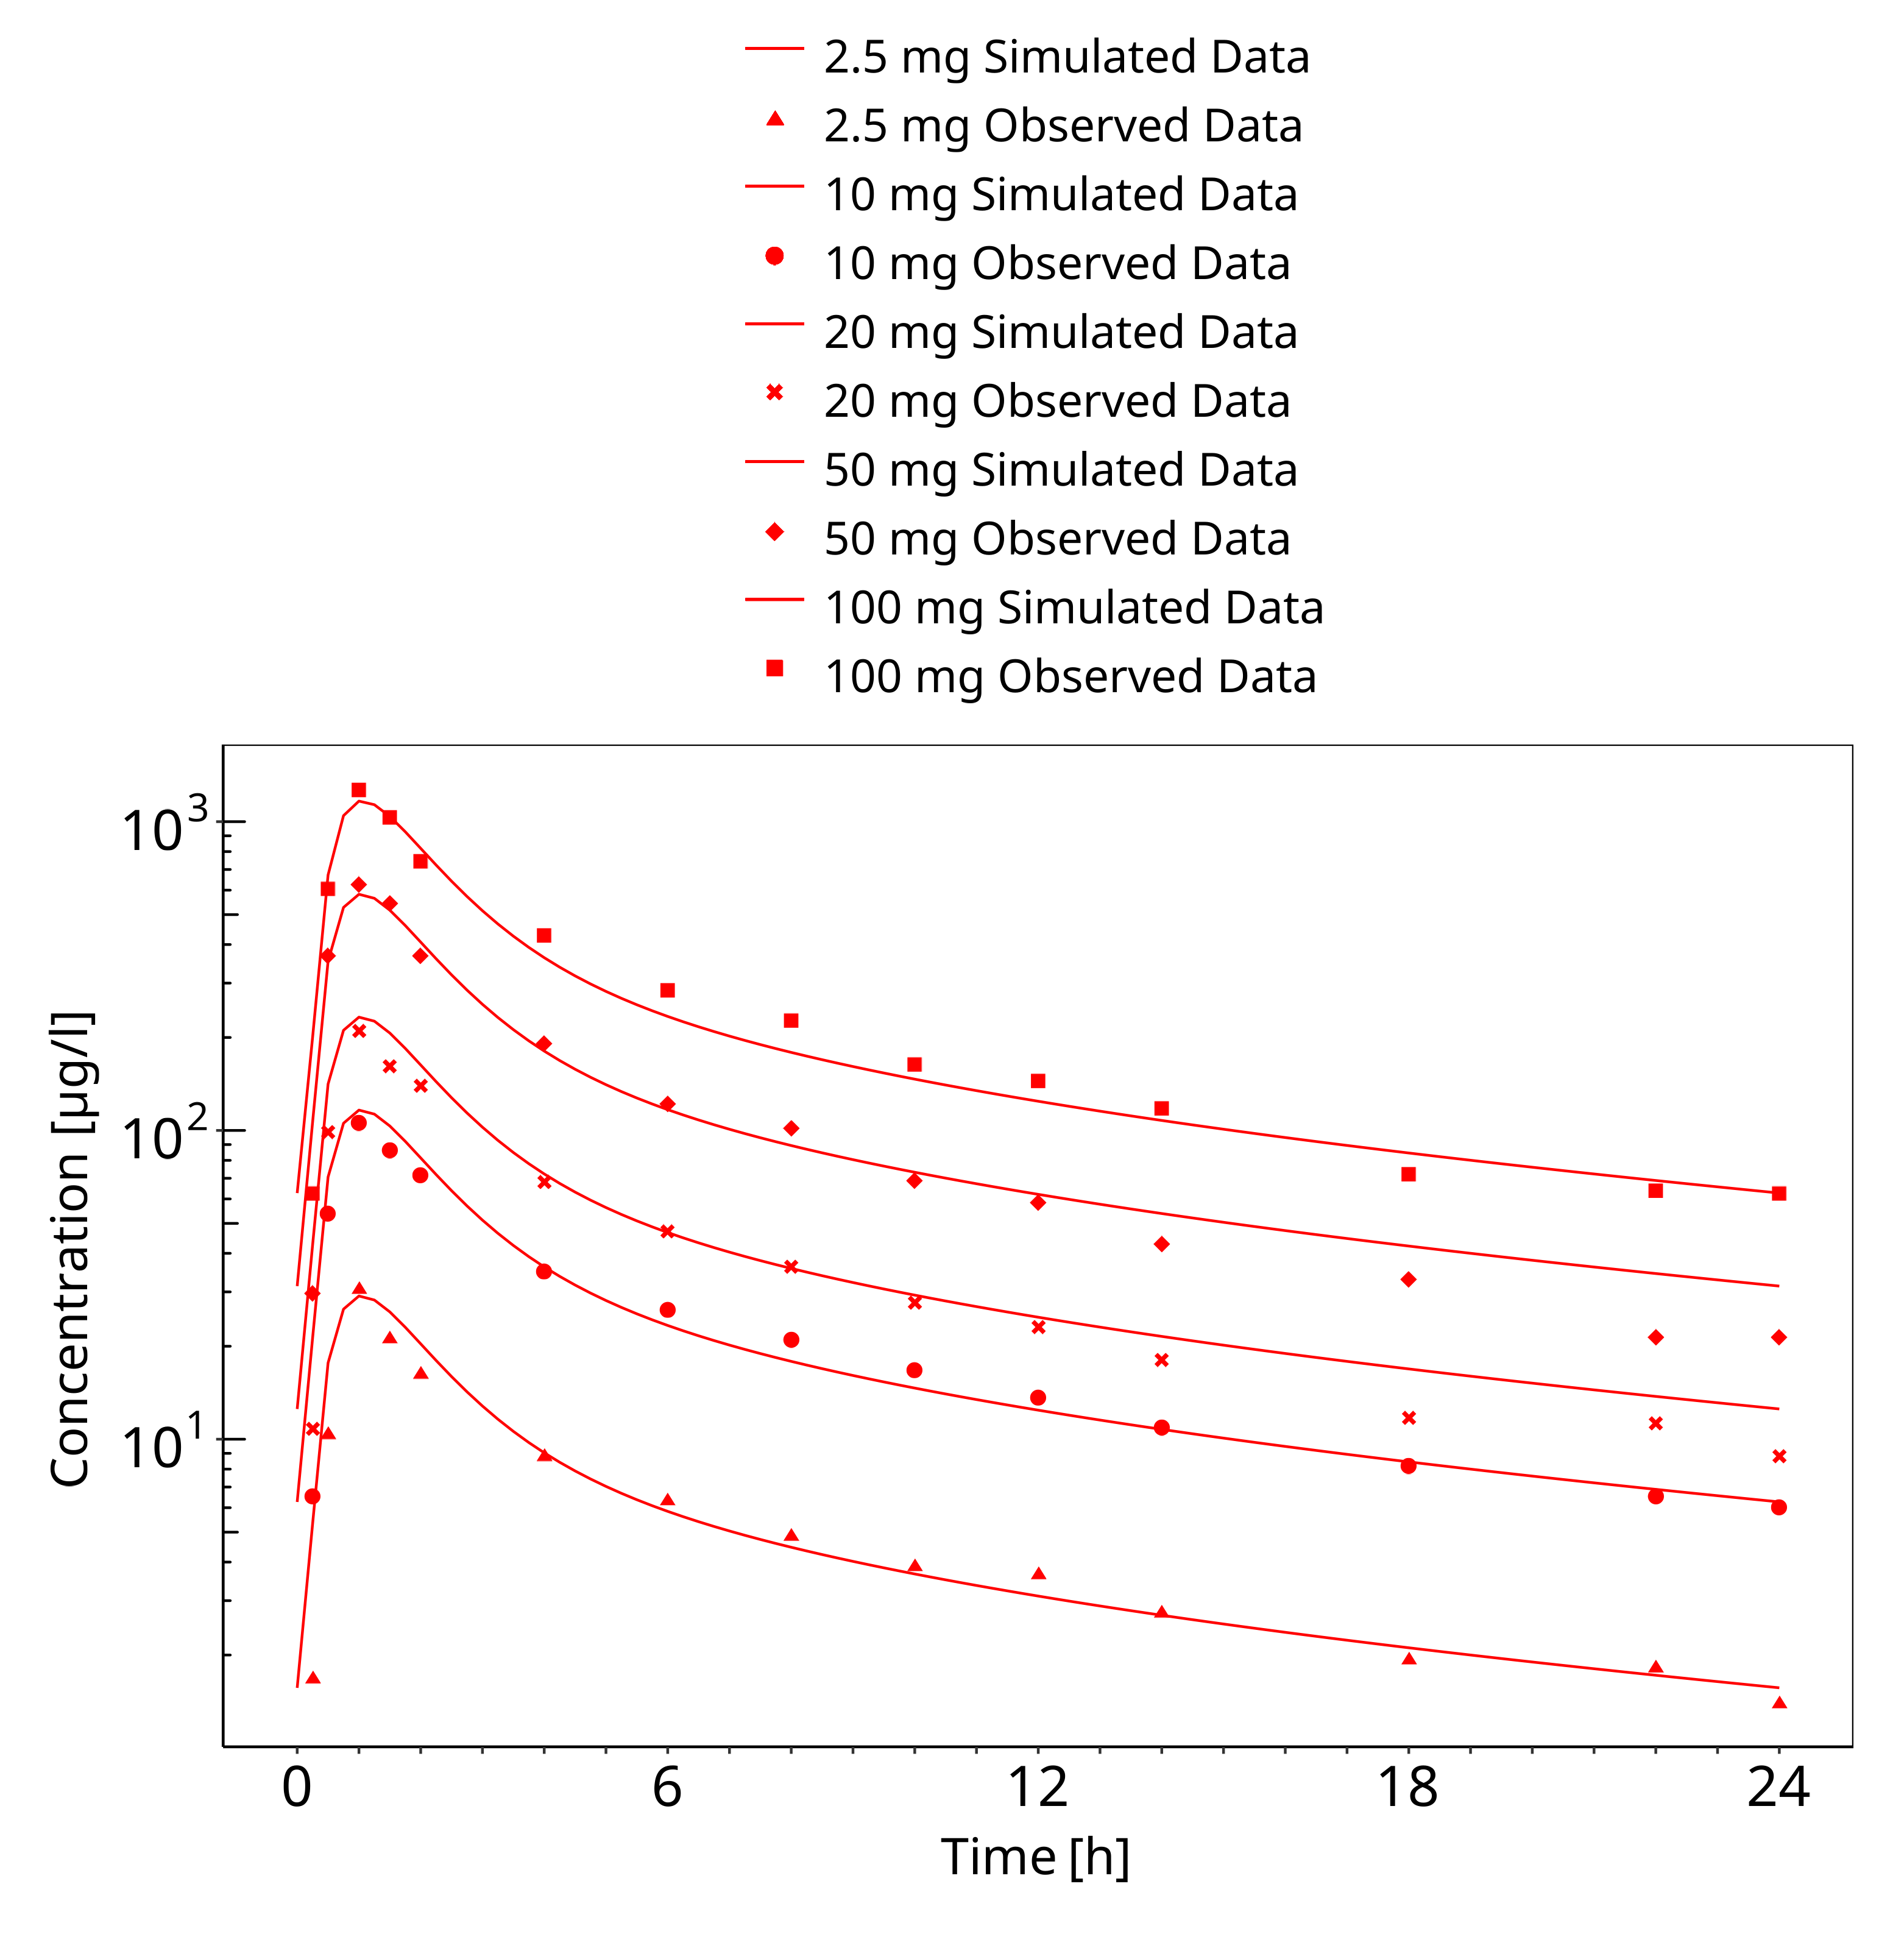 2.5 mg Simulated Data
2.5 mg Observed Data
10 mg Simulated Data
10 mg Observed Data
20 mg Simulated Data
20 mg Observed Data
50 mg Simulated Data
50 mg Observed Data
100 mg Simulated Data
100 mg Observed Data
Concentration [µg/l]
10³
10²
10¹
0 6 12 18 24
Time [h]